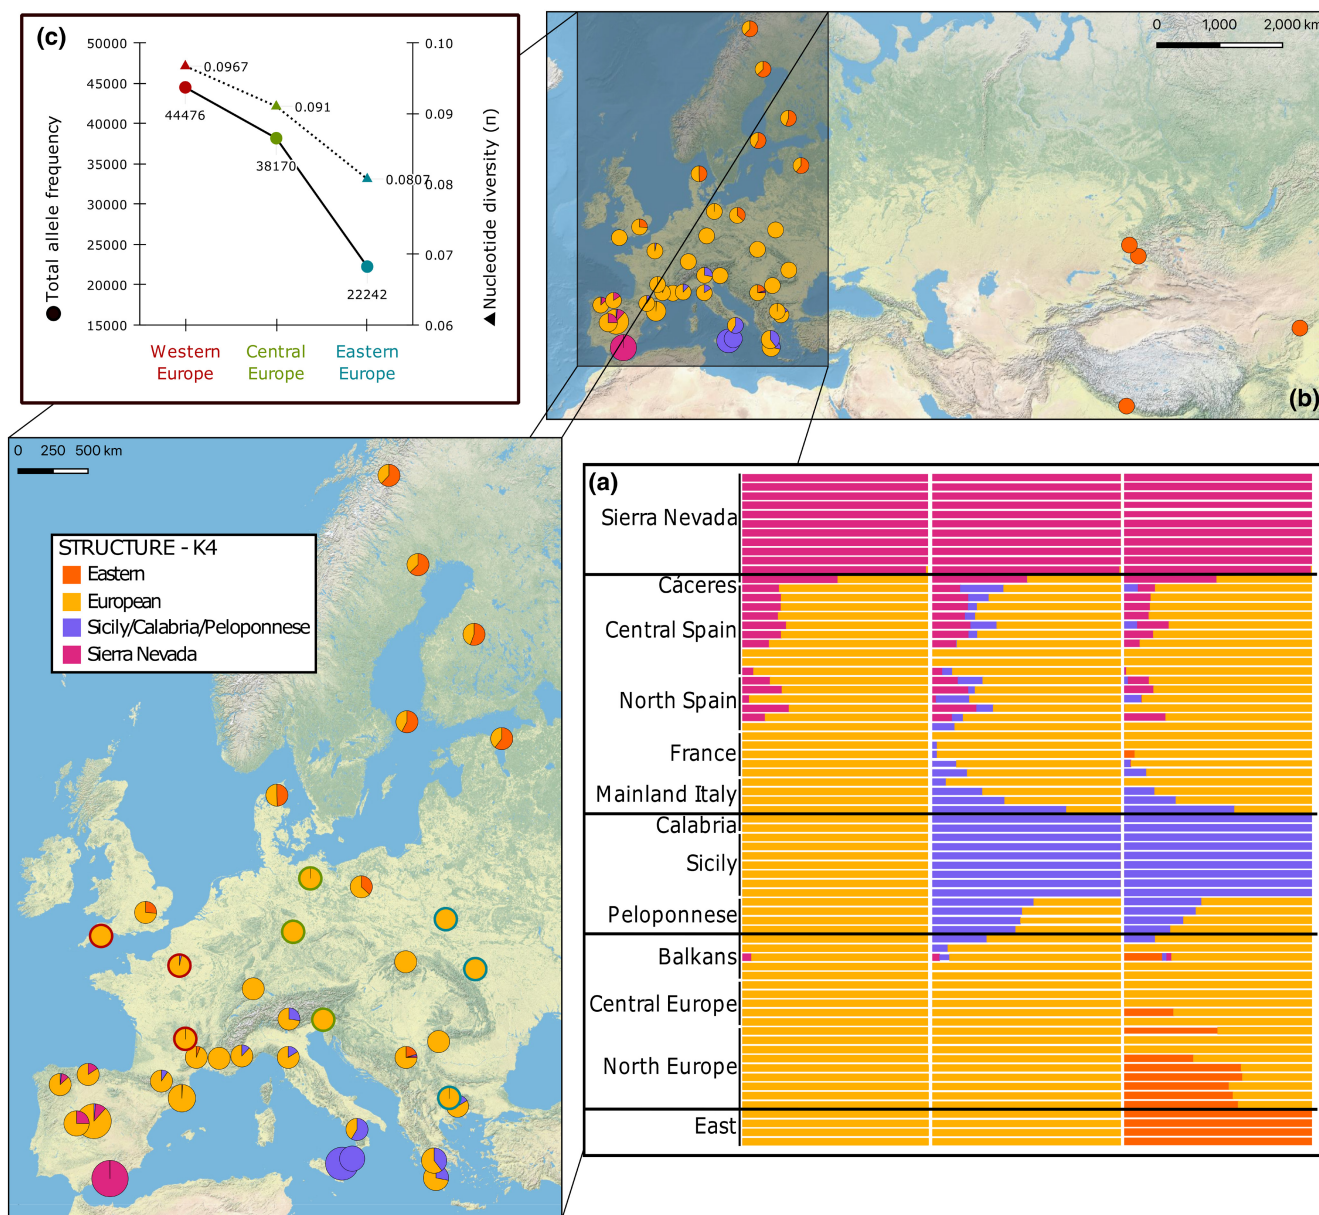 (c)
50000
45000
40000
35000
30000
25000
20000
15000
Total allele frequency
0.0967
44476
0.091
38170
0.0807
22242
0.10
0.09
0.08
0.07
0.06
Nucleotide diversity (π)
Western
Europe
Central
Europe
Eastern
Europe
0 1,000 2,000 km
(b)
0 250 500 km
STRUCTURE - K4
Eastern
European
Sicily/Calabria/Peloponnese
Sierra Nevada
(a)
Sierra Nevada
Cáceres
Central Spain
North Spain
France
Mainland Italy
Calabria
Sicily
Peloponnese
Balkans
Central Europe
North Europe
East